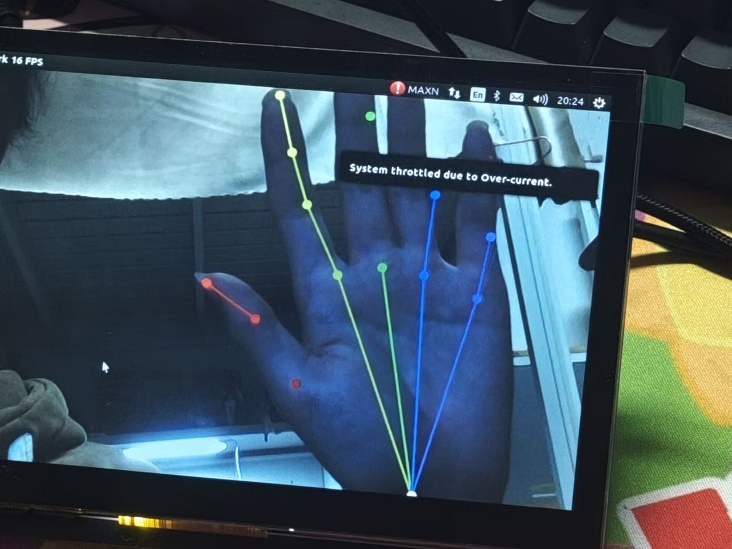 rk 16 FPS
MAXN En 20:24
System throttled due to Over-current.